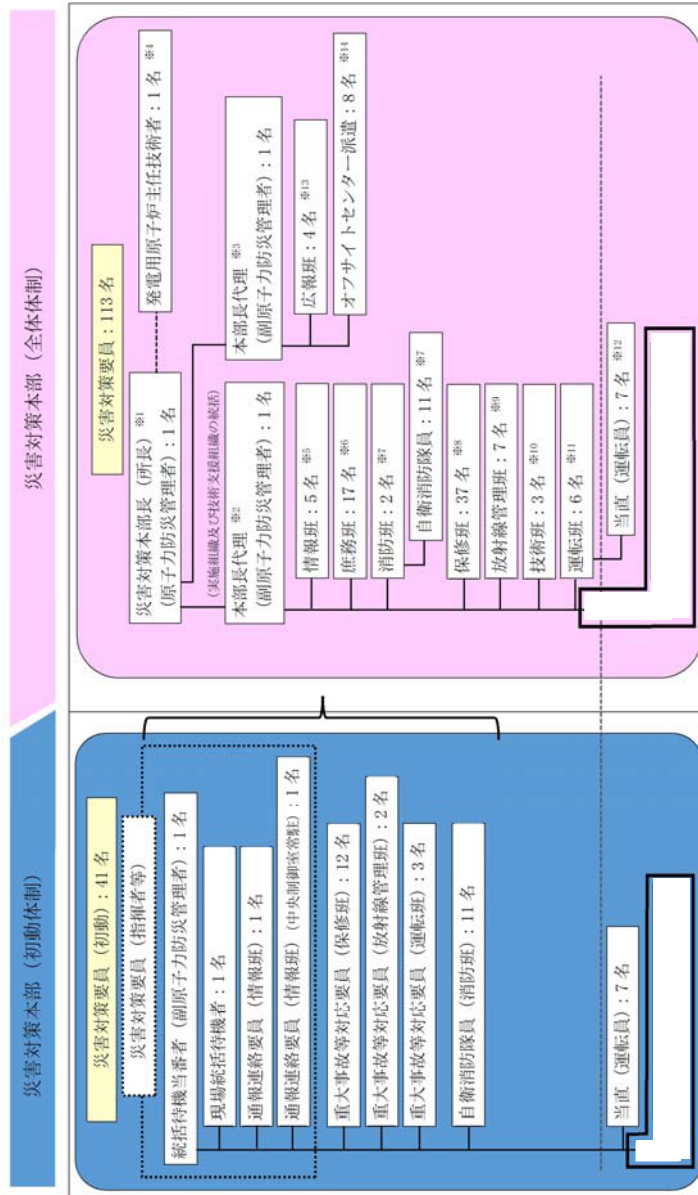 災害対策本部（初動体制）
災害対策要員（初動）：41名
災害対策要員（指揮者等）
統括待機当番者（副原子力防災管理者）：1名
現場統括待機者：1名
通報連絡要員（情報班）：1名
通報連絡要員（情報班）（中央制御室常駐）：1名
重大事故等対応要員（保修班）：12名
重大事故等対応要員（放射線管理班）：2名
重大事故等対応要員（運転班）：3名
自衛消防隊員（消防班）：11名
当直（運転員）：7名
災害対策本部（全体体制）
災害対策要員：113名
災害対策本部長（所長）※1
（原子力防災管理者）：1名
発電用原子炉主任技術者：1名 ※4
（実施組織及び技術支援組織の統括）
本部長代理 ※2
（副原子力防災管理者）：1名
本部長代理 ※3
（副原子力防災管理者）：1名
情報班：5名 ※5
庶務班：17名 ※6
消防班：2名 ※7
自衛消防隊員：11名 ※7
保修班：37名 ※8
放射線管理班：7名 ※9
技術班：3名 ※10
運転班：6名 ※11
当直（運転員）：7名 ※12
広報班：4名 ※13
オフサイトセンター派遣：8名 ※14